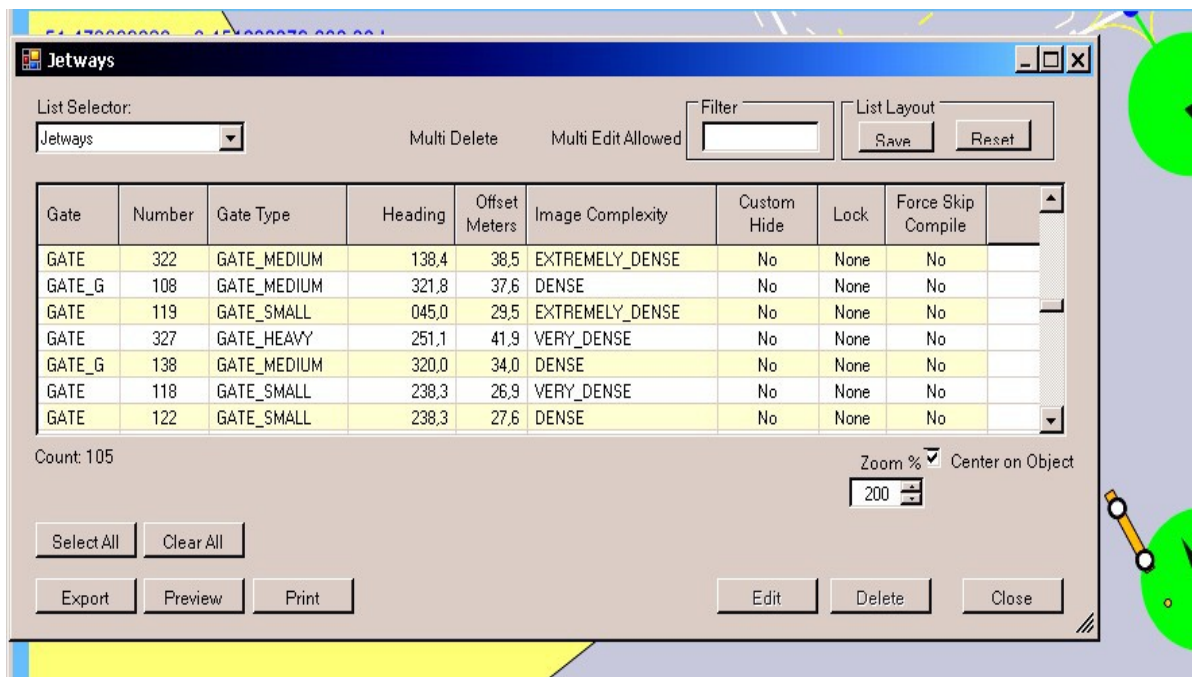 Jetways
List Selector:
Filter
List Layout
Jetways
Multi Delete
Multi Edit Allowed
Save
Reset
Gate Number Gate Type Heading Offset Meters Image Complexity Custom Hide Lock Force Skip Compile
GATE 322 GATE_MEDIUM 138,4 38,5 EXTREMELY_DENSE No None No
GATE_G 108 GATE_MEDIUM 321,8 37,6 DENSE No None No
GATE 119 GATE_SMALL 045,0 29,5 EXTREMELY_DENSE No None No
GATE 327 GATE_HEAVY 251,1 41,9 VERY_DENSE No None No
GATE_G 138 GATE_MEDIUM 320,0 34,0 DENSE No None No
GATE 118 GATE_SMALL 238,3 26,9 VERY_DENSE No None No
GATE 122 GATE_SMALL 238,3 27,6 DENSE No None No
Count: 105
Zoom % Center on Object
200
Select All Clear All
Export Preview Print Edit Delete Close